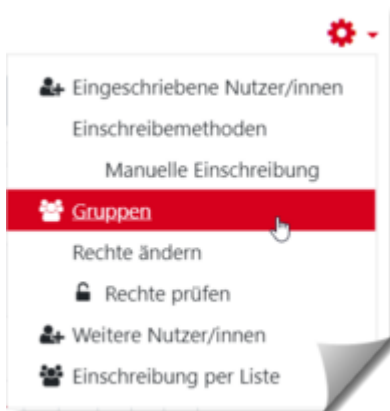 Eingeschriebene Nutzer/innen
Einschreibemethoden
Manuelle Einschreibung
Gruppen
Rechte ändern
Rechte prüfen
Weitere Nutzer/innen
Einschreibung per Liste